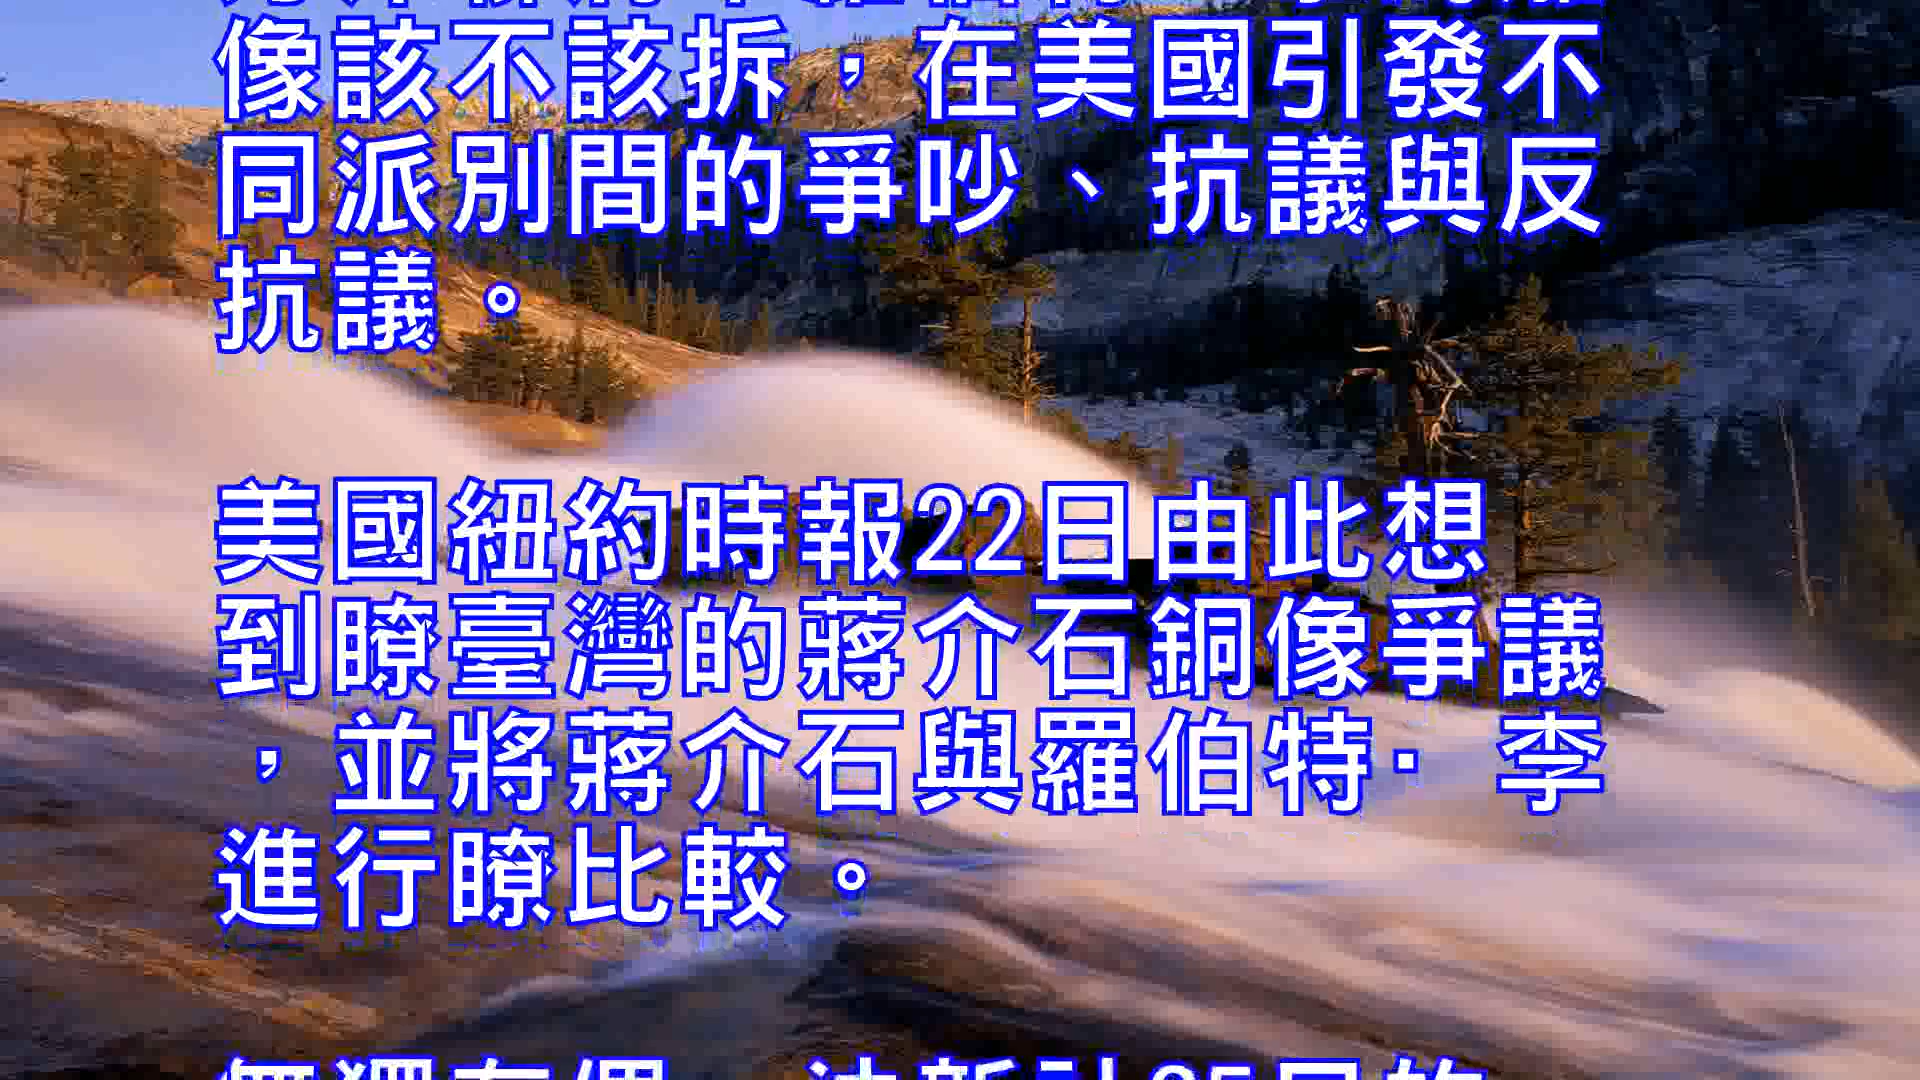 像該不該拆，在美國引發不
同派別間的爭吵、抗議與反
抗議。
美國紐約時報22日由此想
到瞭臺灣的蔣介石銅像爭議
，並將蔣介石與羅伯特·李
進行瞭比較。